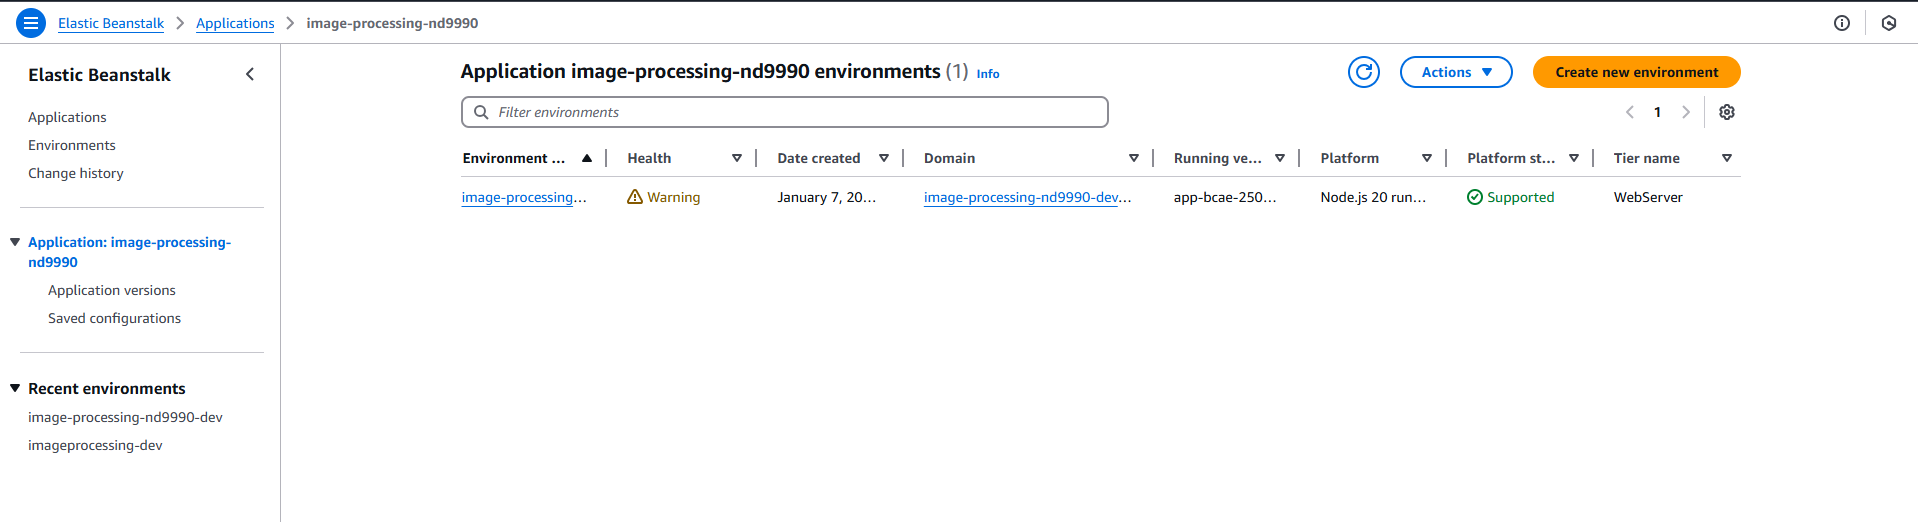 Elastic Beanstalk > Applications > image-processing-nd9990
Elastic Beanstalk
Applications
Environments
Change history
Application: image-processing-
nd9990
Application versions
Saved configurations
Recent environments
image-processing-nd9990-dev
imageprocessing-dev
Application image-processing-nd9990 environments (1) Info
Actions
Create new environment
Filter environments
1
Environment ... Health Date created Domain Running ve... Platform Platform st... Tier name
image-processing... Warning January 7, 20... image-processing-nd9990-dev... app-bcae-250... Node.js 20 run... Supported WebServer